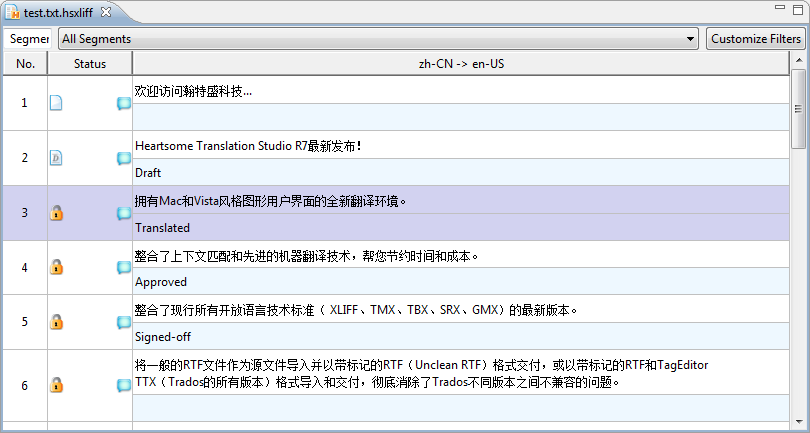 test.txt.hsxliff
Segmer All Segments Customize Filters
No. Status zh-CN -> en-US
1 欢迎访问瀚特盛科技...
2 Heartsome Translation Studio R7最新发布！
Draft
3 拥有Mac和Vista风格图形用户界面的全新翻译环境。
Translated
4 整合了上下文匹配和先进的机器翻译技术，帮您节约时间和成本。
Approved
5 整合了现行所有开放语言技术标准（ XLIFF、TMX、TBX、SRX、GMX）的最新版本。
Signed-off
6 将一般的RTF文件作为源文件导入并以带标记的RTF（Unclean RTF）格式交付，或以带标记的RTF和TagEditor
TTX（Trados的所有版本）格式导入和交付，彻底消除了Trados不同版本之间不兼容的问题。